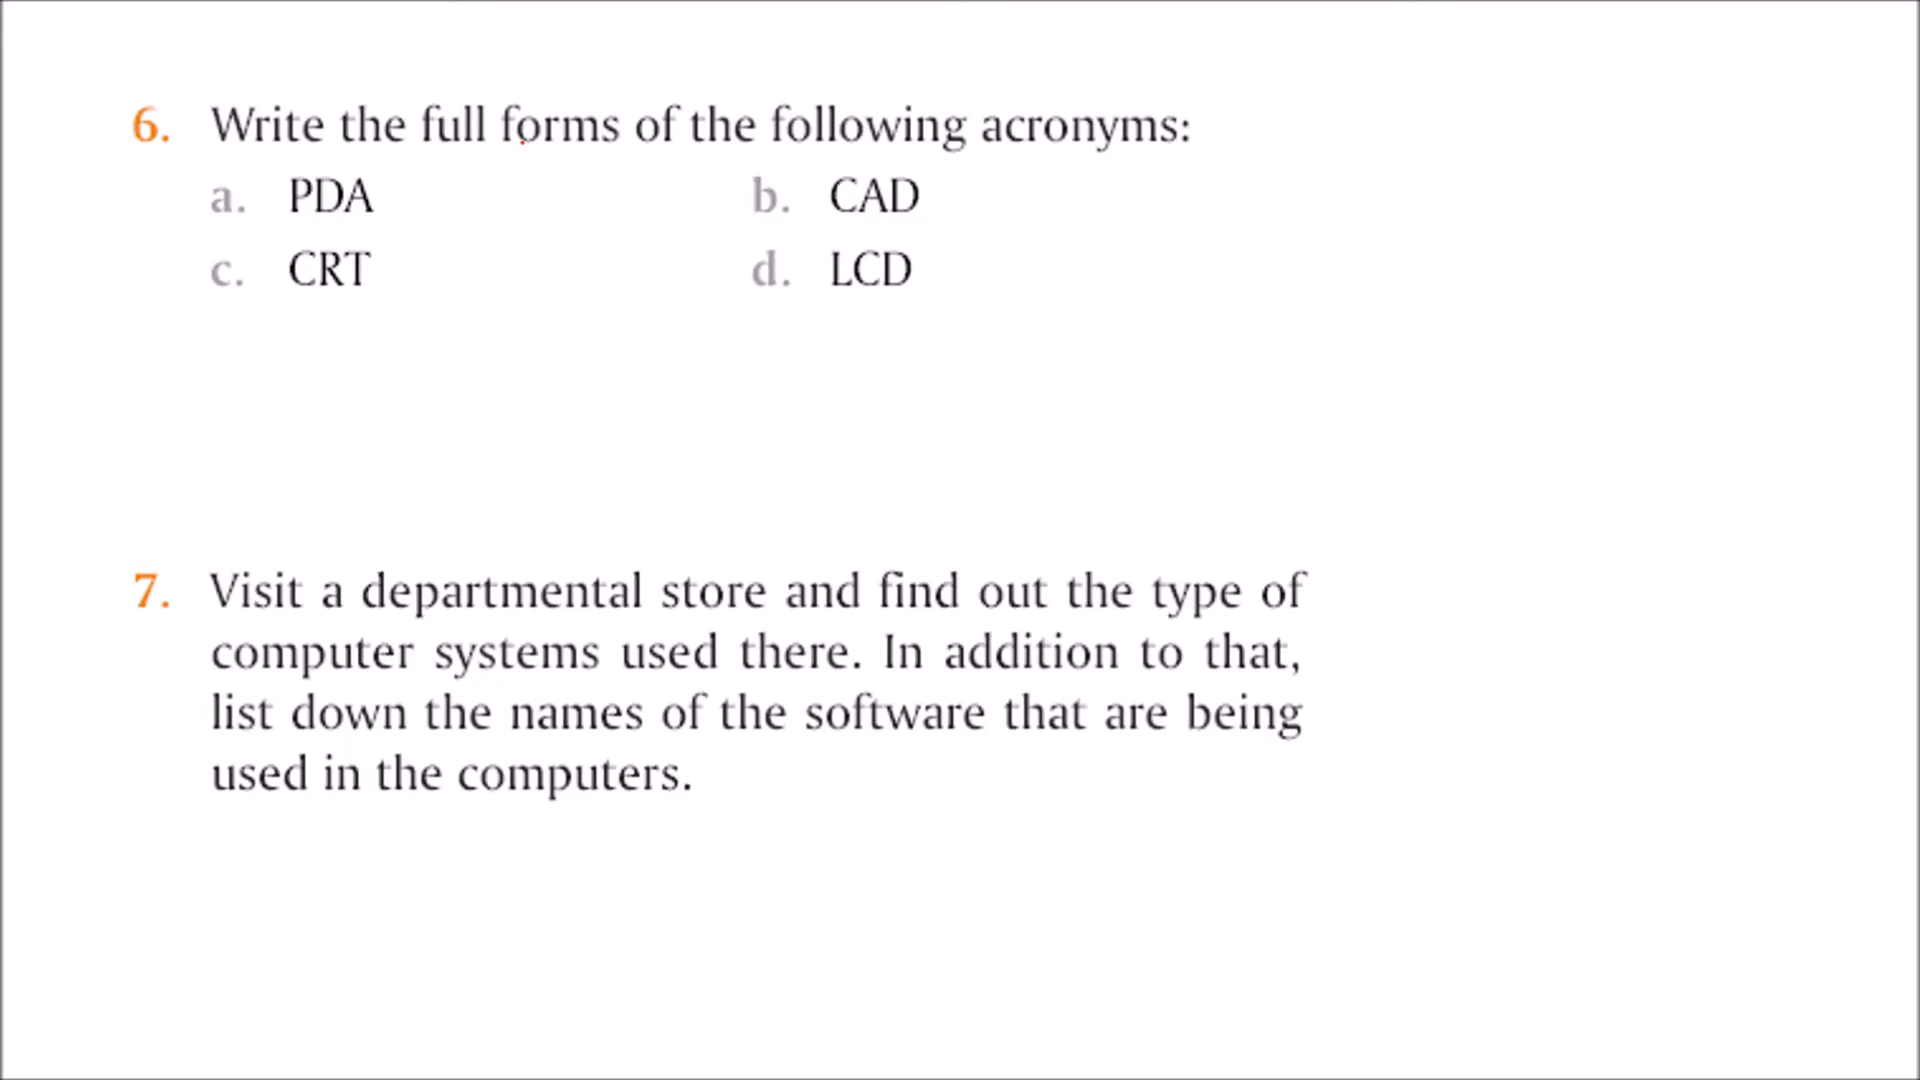 6. Write the full forms of the following acronyms:
a. PDA b. CAD
c. CRT d. LCD
7. Visit a departmental store and find out the type of
computer systems used there. In addition to that,
list down the names of the software that are being
used in the computers.